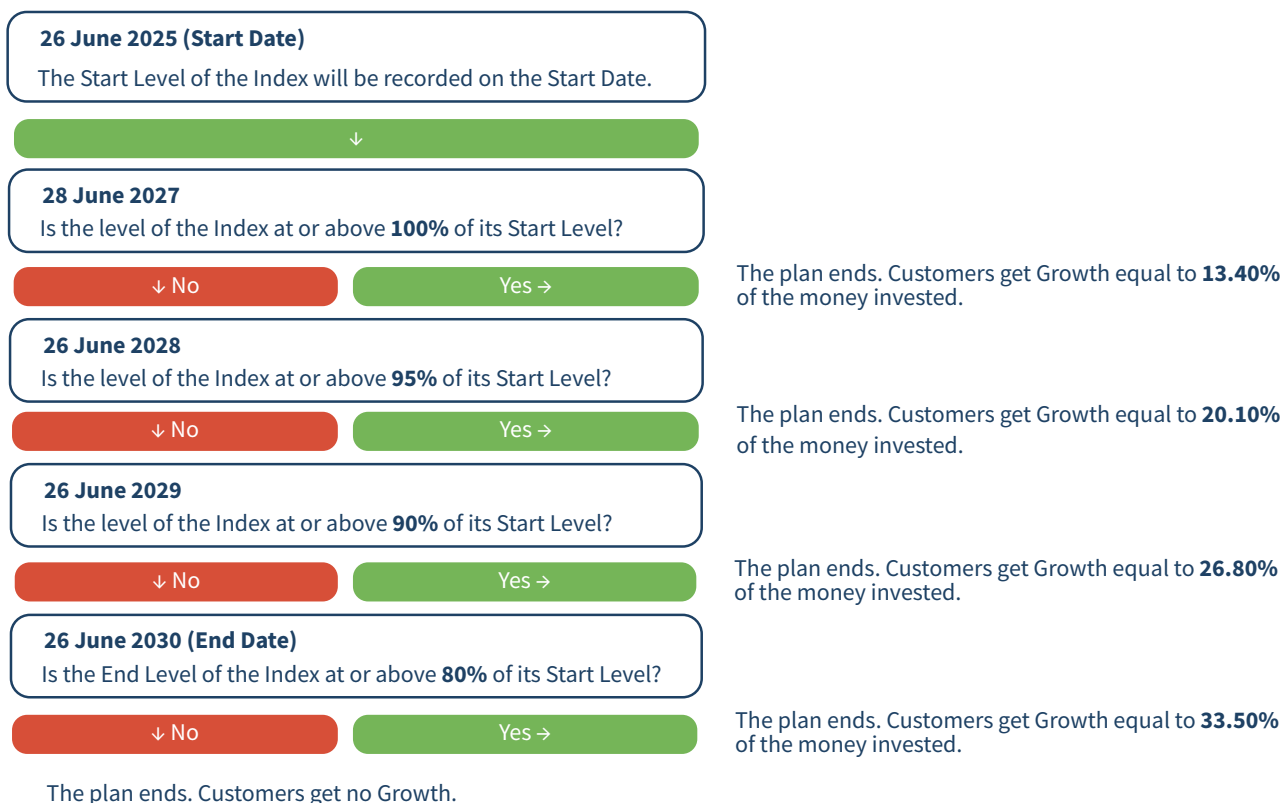 26 June 2025 (Start Date)
The Start Level of the Index will be recorded on the Start Date.
↓
28 June 2027
Is the level of the Index at or above 100% of its Start Level?
↓ No
Yes →
The plan ends. Customers get Growth equal to 13.40%
of the money invested.
26 June 2028
Is the level of the Index at or above 95% of its Start Level?
↓ No
Yes →
The plan ends. Customers get Growth equal to 20.10%
of the money invested.
26 June 2029
Is the level of the Index at or above 90% of its Start Level?
↓ No
Yes →
The plan ends. Customers get Growth equal to 26.80%
of the money invested.
26 June 2030 (End Date)
Is the End Level of the Index at or above 80% of its Start Level?
↓ No
Yes →
The plan ends. Customers get Growth equal to 33.50%
of the money invested.
The plan ends. Customers get no Growth.